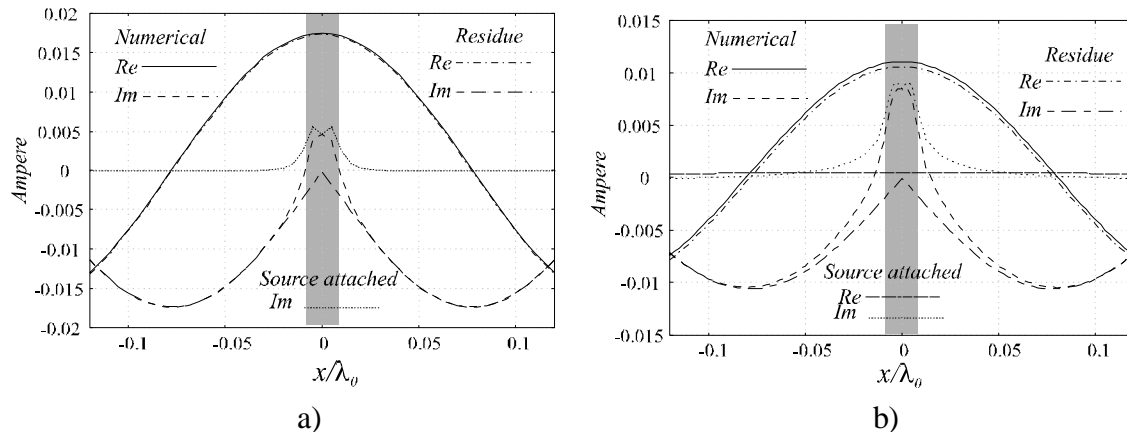 0.02
0.015
0.01
0.005
0
-0.005
-0.01
-0.015
-0.02
Ampere
Numerical
Re
Im
Residue
Re
Im
Source attached
Im
-0.1
-0.05
0
0.05
0.1
x/λ0
a)
0.015
0.01
0.005
0
-0.005
-0.01
-0.015
Ampere
Numerical
Re
Im
Residue
Re
Im
Source attached
Re
Im
-0.1
-0.05
0
0.05
0.1
x/λ0
b)